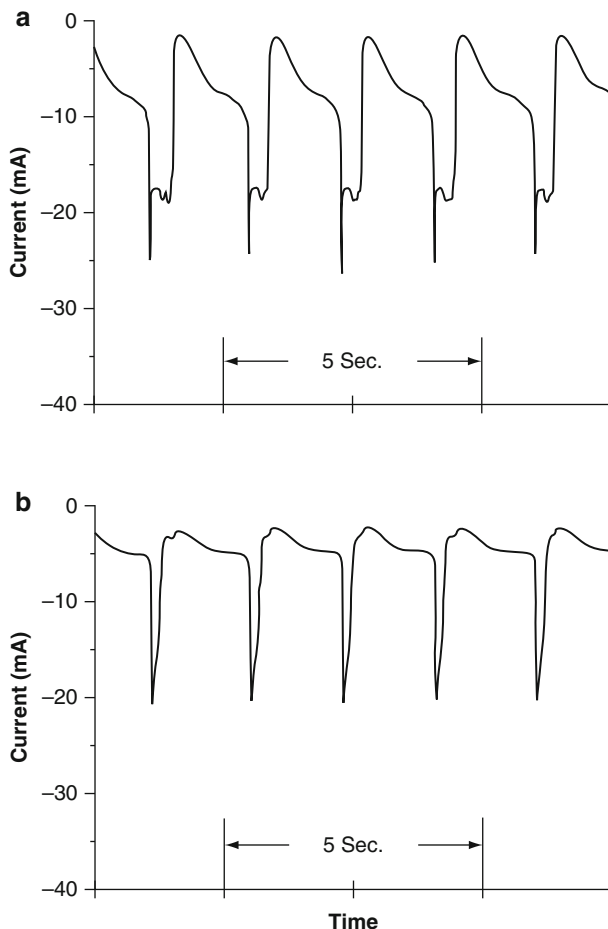 a
0
–10
–20
–30
–40
Current (mA)
5 Sec.
b
0
–10
–20
–30
–40
Current (mA)
5 Sec.
Time